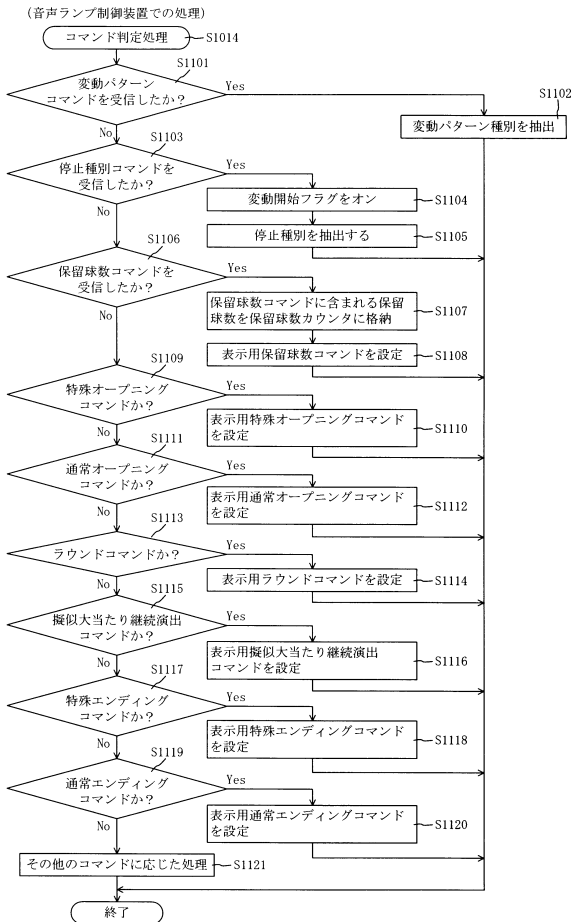 (音声ランプ制御装置での処理)
コマンド判定処理
S1014
S1101
変動パターン
コマンドを受信したか？
Yes
S1102
変動パターン種別を抽出
No
S1103
停止種別コマンドを
受信したか？
Yes
変動開始フラグをオン
S1104
停止種別を抽出する
S1105
No
S1106
保留球数コマンドを
受信したか？
Yes
保留球数コマンドに含まれる保留
球数を保留球数カウンタに格納
S1107
表示用保留球数コマンドを設定
S1108
No
S1109
特殊オープニング
コマンドか？
Yes
表示用特殊オープニングコマンド
を設定
S1110
No
S1111
通常オープニング
コマンドか？
Yes
表示用通常オープニングコマンド
を設定
S1112
No
S1113
ラウンドコマンドか？
Yes
表示用ラウンドコマンドを設定
S1114
No
S1115
擬似大当たり継続演出
コマンドか？
Yes
表示用擬似大当たり継続演出
コマンドを設定
S1116
No
S1117
特殊エンディング
コマンドか？
Yes
表示用特殊エンディングコマンド
を設定
S1118
No
S1119
通常エンディング
コマンドか？
Yes
表示用通常エンディングコマンド
を設定
S1120
No
その他のコマンドに応じた処理
S1121
終了